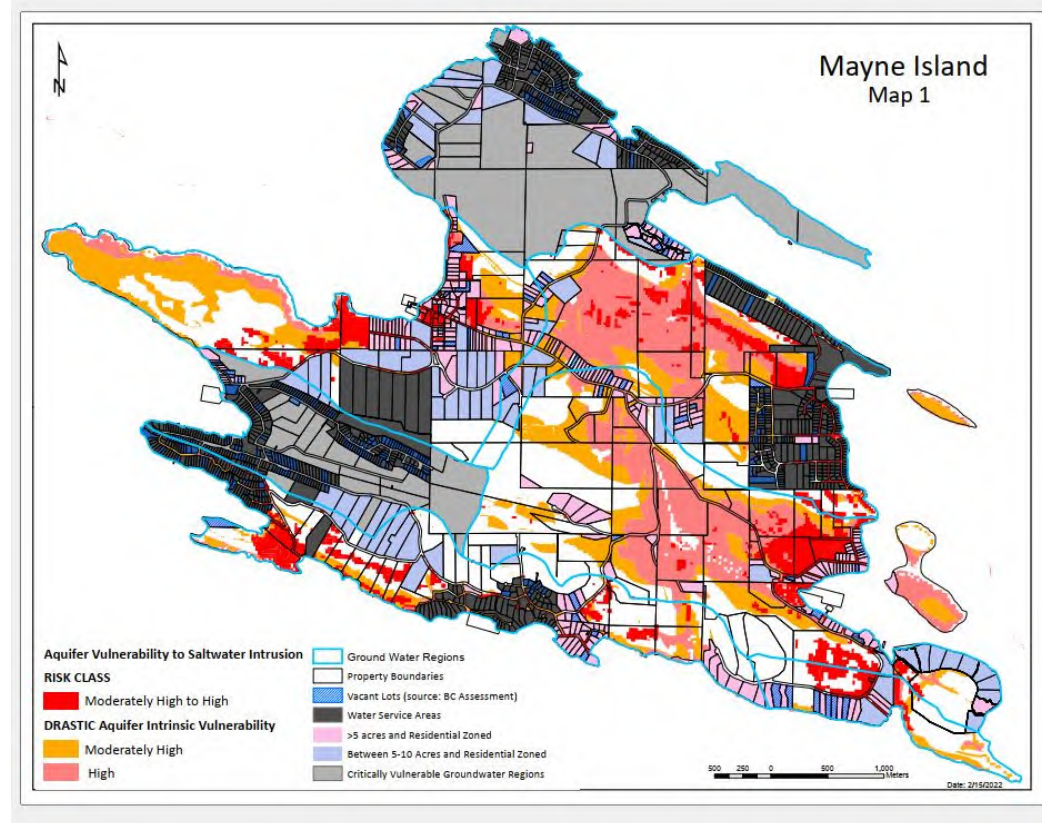 N
Mayne Island
Map 1
Aquifer Vulnerability to Saltwater Intrusion
RISK CLASS
Moderately High to High
DRASTIC Aquifer Intrinsic Vulnerability
Moderately High
High
Ground Water Regions
Property Boundaries
Vacant Lots (source: BC Assessment)
Water Service Areas
>5 acres and Residential Zoned
Between 5-10 Acres and Residential Zoned
Critically Vulnerable Groundwater Regions
500 250 0 500 1,000
Meters
Date: 2/15/2022